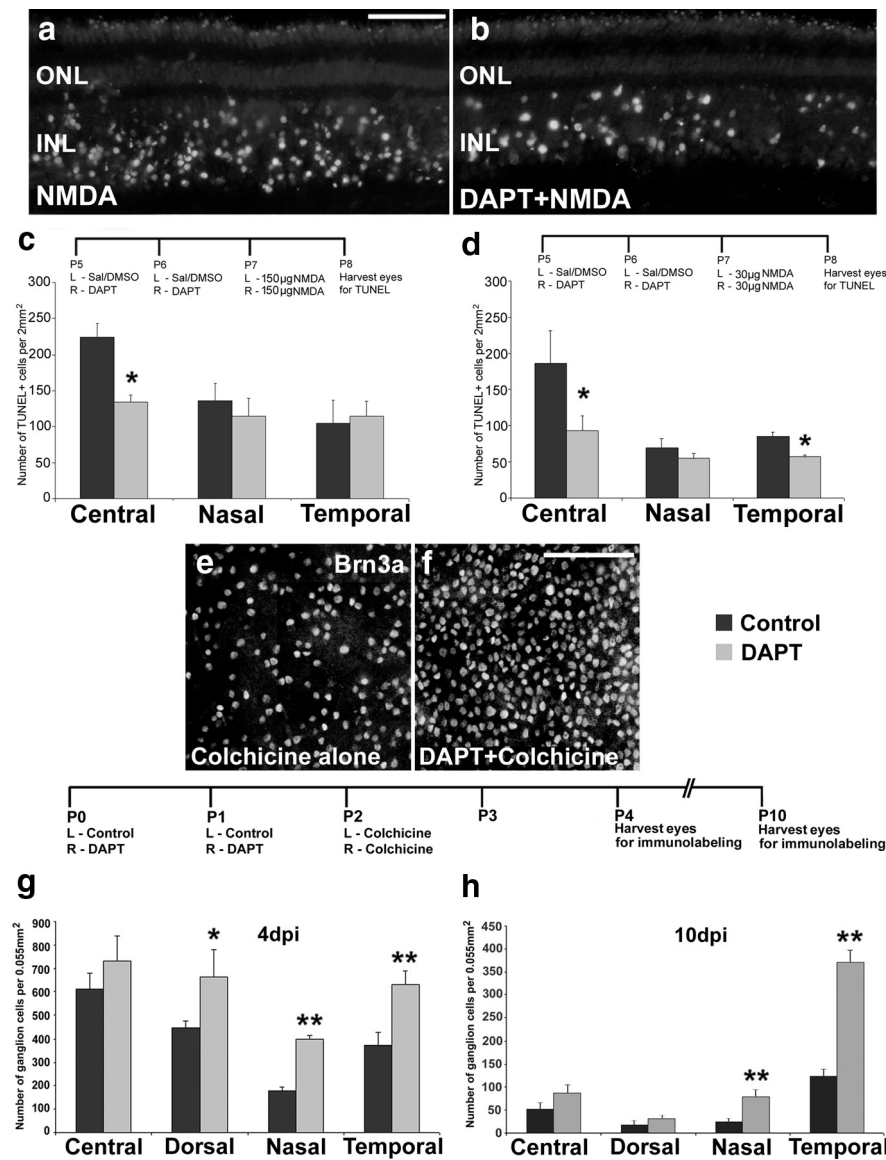 a
ONL
INL
NMDA
b
ONL
INL
DAPT+NMDA
c
P5 P6 P7 P8
L - Sal/DMSO L - Sal/DMSO L -150µgNMDA Harvest eyes
R - DAPT R - DAPT R -150µgNMDA for TUNEL
Number of TUNEL+ cells per 2mm²
300
250
200
150
100
50
0
*
Central Nasal Temporal
d
P5 P6 P7 P8
L - Sal/DMSO L - Sal/DMSO L - 30µgNMDA Harvest eyes
R - DAPT R - DAPT R - 30µg NMDA for TUNEL
Number of TUNEL+ cells per 2mm²
300
250
200
150
100
50
0
* *
Central Nasal Temporal
e
Brn3a
Colchicine alone
f
DAPT+Colchicine
Control
DAPT
P0 P1 P2 P3 P4 P10
L - Control L - Control L - Colchicine Harvest eyes Harvest eyes
R - DAPT R - DAPT R - Colchicine for immunolabeling for immunolabeling
g
4dpi
Number of ganglion cells per 0.055mm²
900
800
700
600
500
400
300
200
100
0
* ** **
Central Dorsal Nasal Temporal
h
10dpi
Number of ganglion cells per 0.055mm²
450
400
350
300
250
200
150
100
50
0
** **
Central Dorsal Nasal Temporal